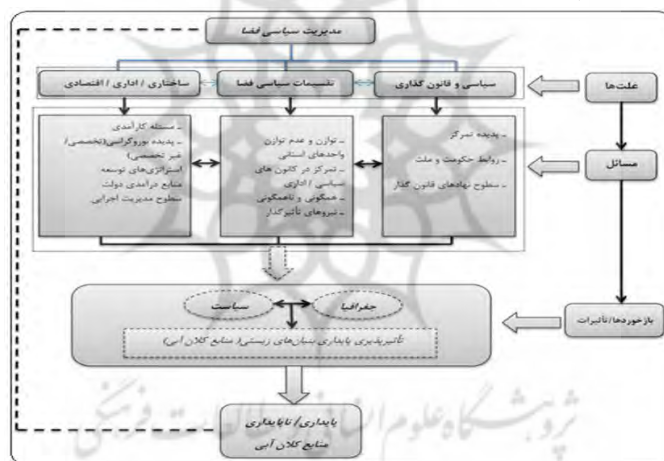 مدیریت سیاسی فضا
علت‌ها
سیاسی و قانون گذاری
تقسیمات سیاسی فضا
ساختاری / اداری / اقتصادی
مسائل
ـ پدیده تمرکز
ـ روابط حکومت و ملت
ـ سطوح نهادهای قانون گذار
ـ توازن و عدم توازن
واحدهای استانی
ـ تمرکز در کانون های
سیاسی / اداری
ـ همگونی و ناهمگونی
ـ نیروهای تأثیرگذار
ـ مسئله کارآمدی
ـ پدیده بوروکراسی(تخصصی/
غیر تخصصی)
استراتژی‌های توسعه
منابع درآمدی دولت
سطوح مدیریت اجرایی
بازخوردها/تأثیرات
جغرافیا
سیاست
تأثیرپذیری پایداری بنیان‌های زیستی( منابع کلان آبی)
پایداری/ ناپایداری
منابع کلان آبی
پژوهشگاه علوم انسانی و مطالعات فرهنگی